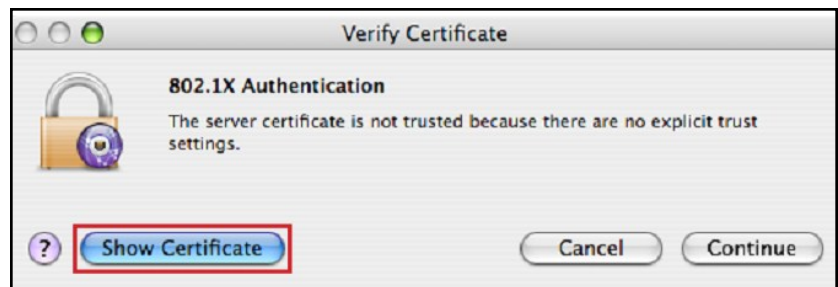 Verify Certificate
802.1X Authentication
The server certificate is not trusted because there are no explicit trust
settings.
? Show Certificate Cancel Continue